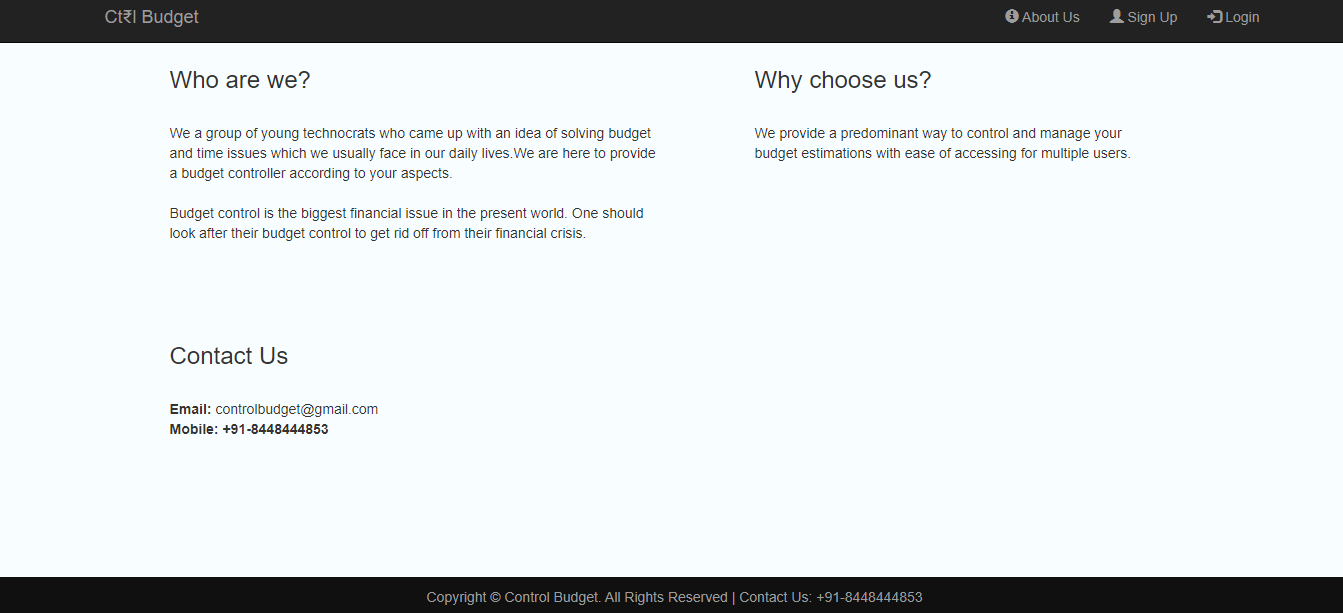 Ct₹l Budget
About Us
Sign Up
Login
Who are we?
We a group of young technocrats who came up with an idea of solving budget
and time issues which we usually face in our daily lives.We are here to provide
a budget controller according to your aspects.
Budget control is the biggest financial issue in the present world. One should
look after their budget control to get rid off from their financial crisis.
Why choose us?
We provide a predominant way to control and manage your
budget estimations with ease of accessing for multiple users.
Contact Us
Email: controlbudget@gmail.com
Mobile: +91-8448444853
Copyright © Control Budget. All Rights Reserved | Contact Us: +91-8448444853